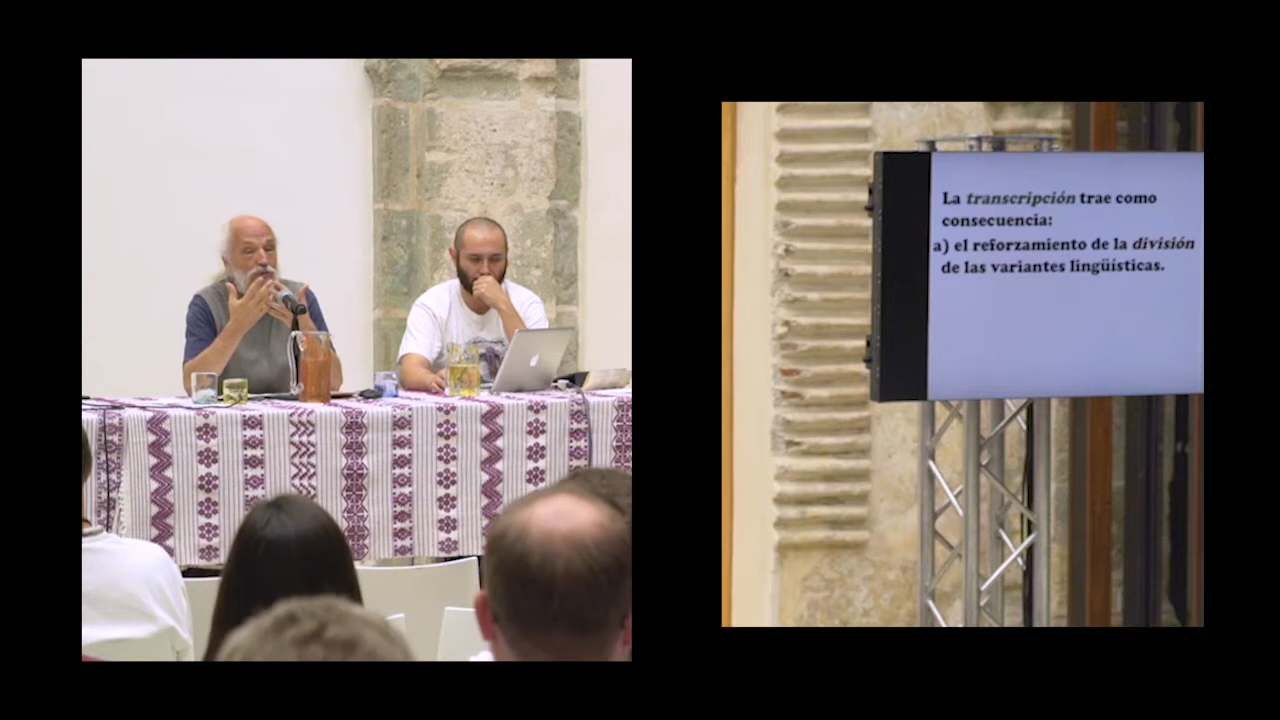 La transcripción trae como
consecuencia:
a) el reforzamiento de la división
de las variantes lingüísticas.